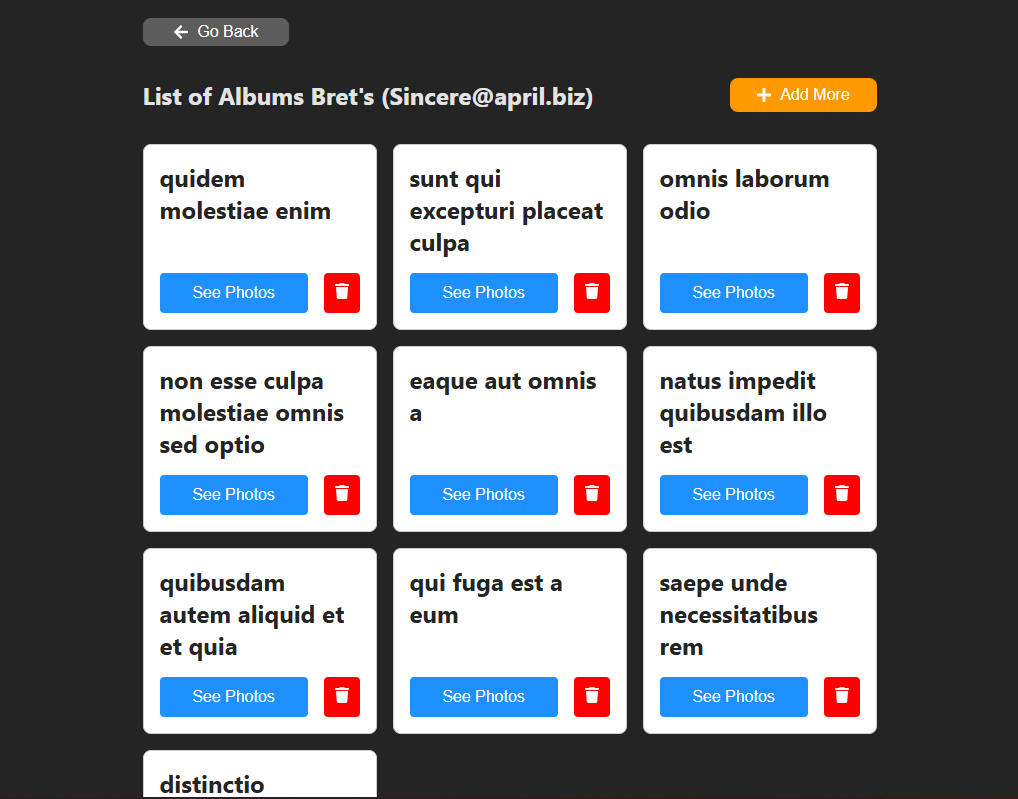 Go Back
List of Albums Bret's (Sincere@april.biz)
Add More
quidem
molestiae enim
See Photos
sunt qui
excepturi placeat
culpa
See Photos
omnis laborum
odio
See Photos
non esse culpa
molestiae omnis
sed optio
See Photos
eaque aut omnis
a
See Photos
natus impedit
quibusdam illo
est
See Photos
quibusdam
autem aliquid et
et quia
See Photos
qui fuga est a
eum
See Photos
saepe unde
necessitatibus
rem
See Photos
distinctio